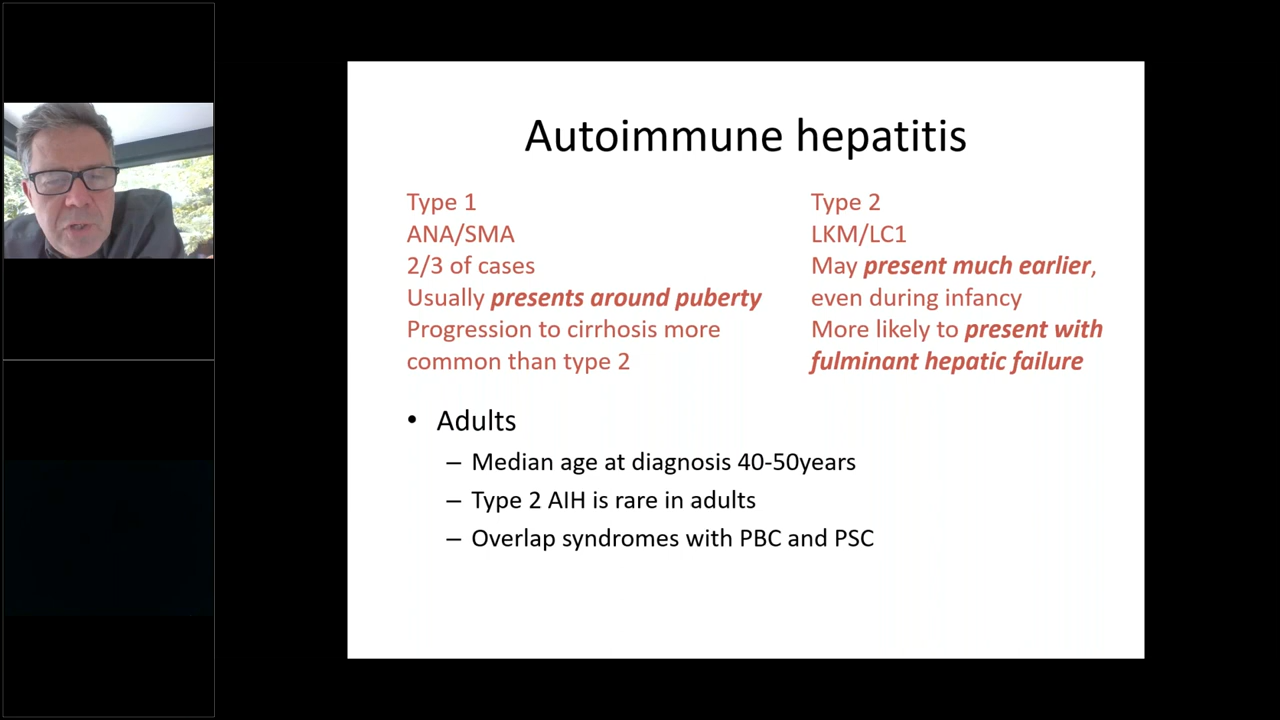 Autoimmune hepatitis
Type 1
ANA/SMA
2/3 of cases
Usually presents around puberty
Progression to cirrhosis more
common than type 2
Type 2
LKM/LC1
May present much earlier,
even during infancy
More likely to present with
fulminant hepatic failure
• Adults
– Median age at diagnosis 40-50years
– Type 2 AIH is rare in adults
– Overlap syndromes with PBC and PSC